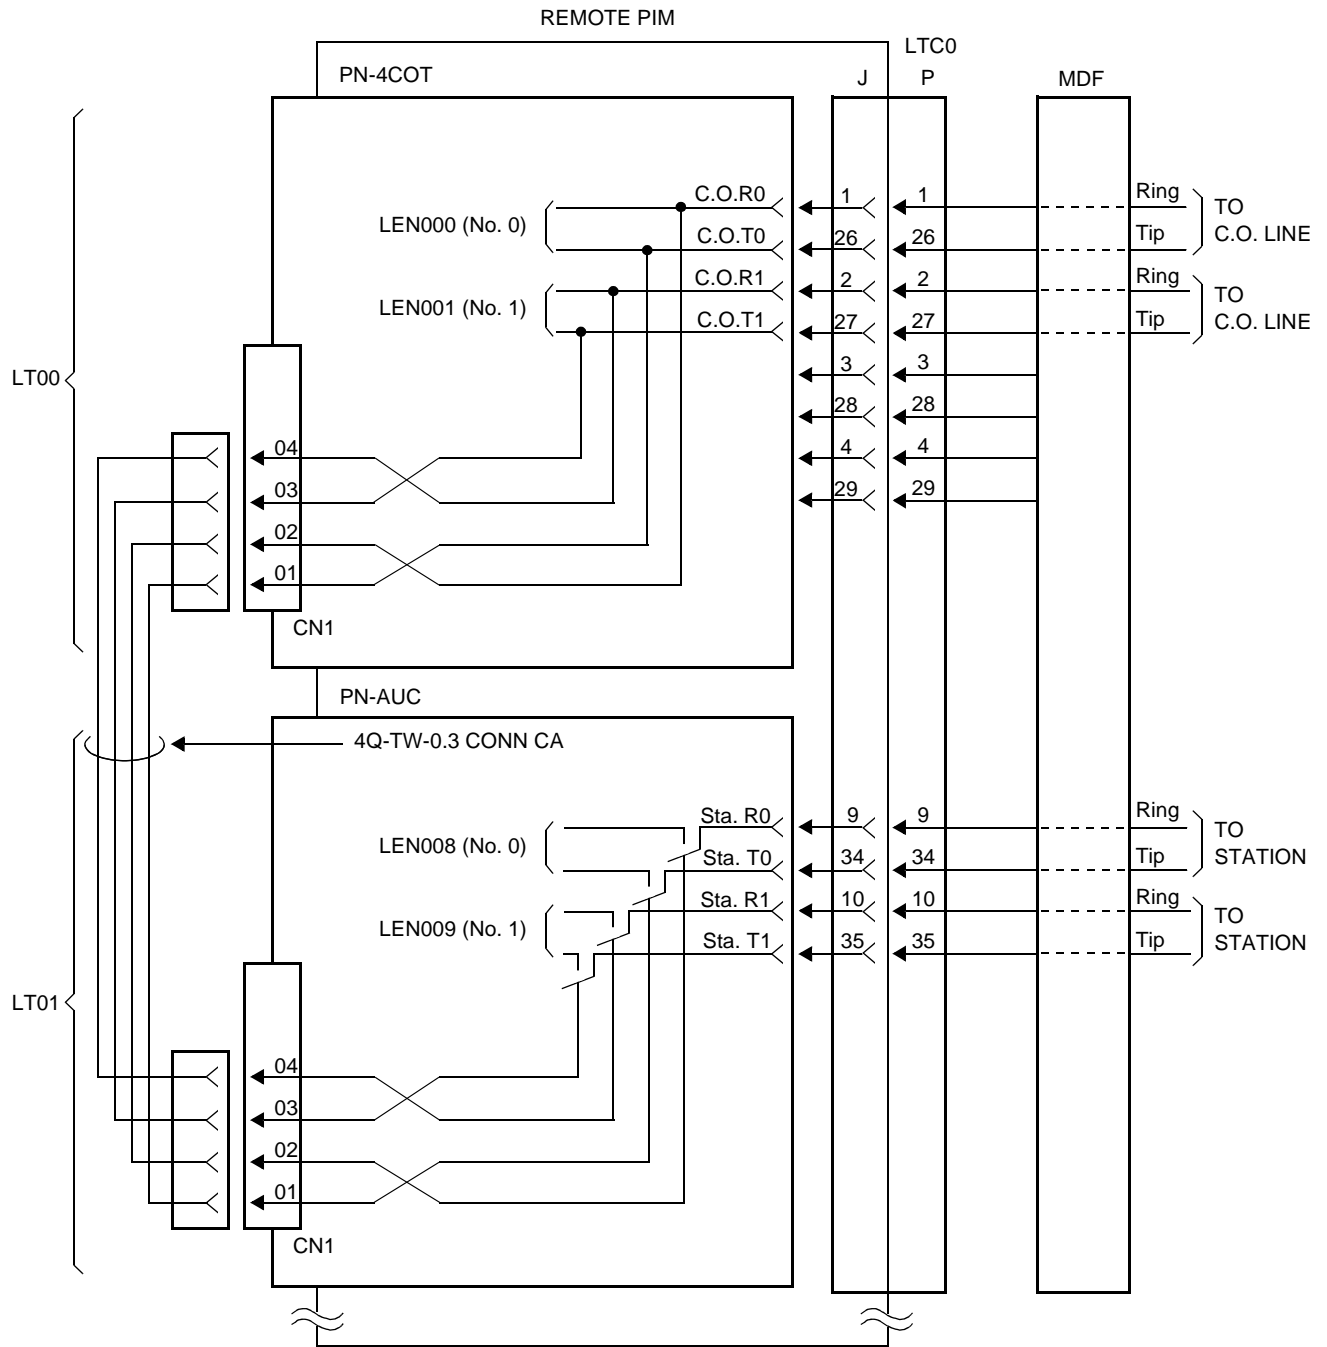 REMOTE PIM
LTC0
PN-4COT
J
P
MDF
C.O.R0
1
1
Ring
LEN000 (No. 0)
TO
C.O. LINE
C.O.T0
26
26
Tip
C.O.R1
2
2
Ring
LEN001 (No. 1)
TO
C.O. LINE
C.O.T1
27
27
Tip
3
3
LT00
28
28
04
4
4
03
29
29
02
01
CN1
PN-AUC
4Q-TW-0.3 CONN CA
Sta. R0
9
9
Ring
LEN008 (No. 0)
TO
STATION
Sta. T0
34
34
Tip
Sta. R1
10
10
Ring
LEN009 (No. 1)
TO
STATION
Sta. T1
35
35
Tip
LT01
04
03
02
01
CN1